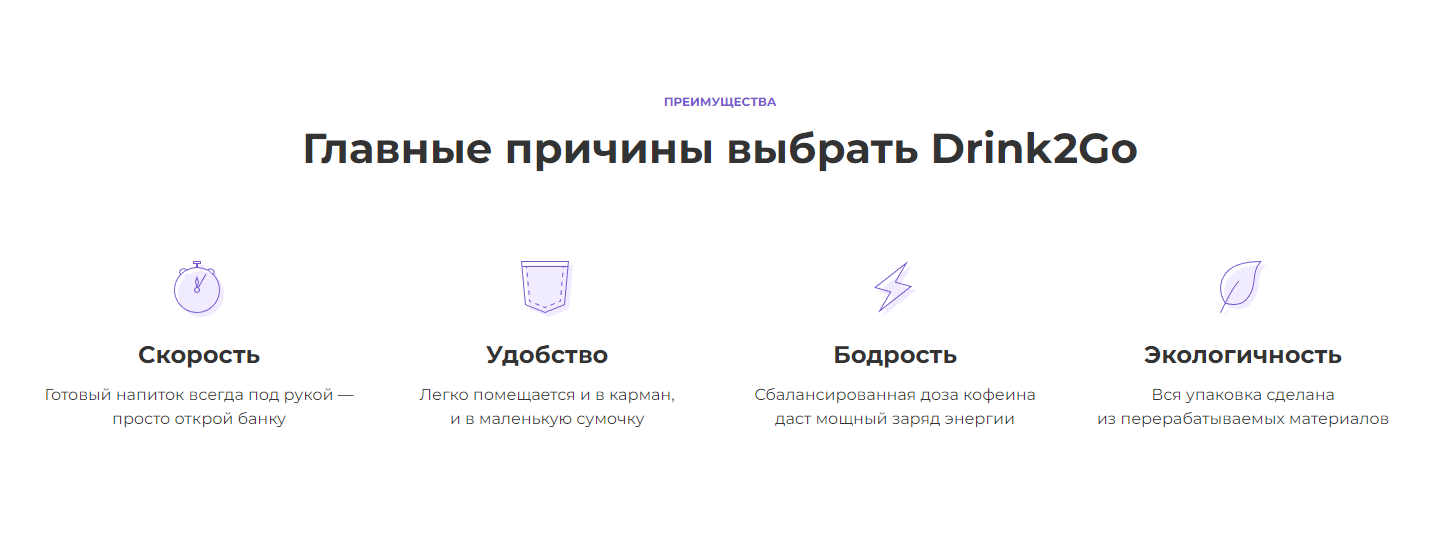 ПРЕИМУЩЕСТВА
Главные причины выбрать Drink2Go
Скорость
Готовый напиток всегда под рукой —
просто открой банку
Удобство
Легко помещается и в карман,
и в маленькую сумочку
Бодрость
Сбалансированная доза кофеина
даст мощный заряд энергии
Экологичность
Вся упаковка сделана
из перерабатываемых материалов